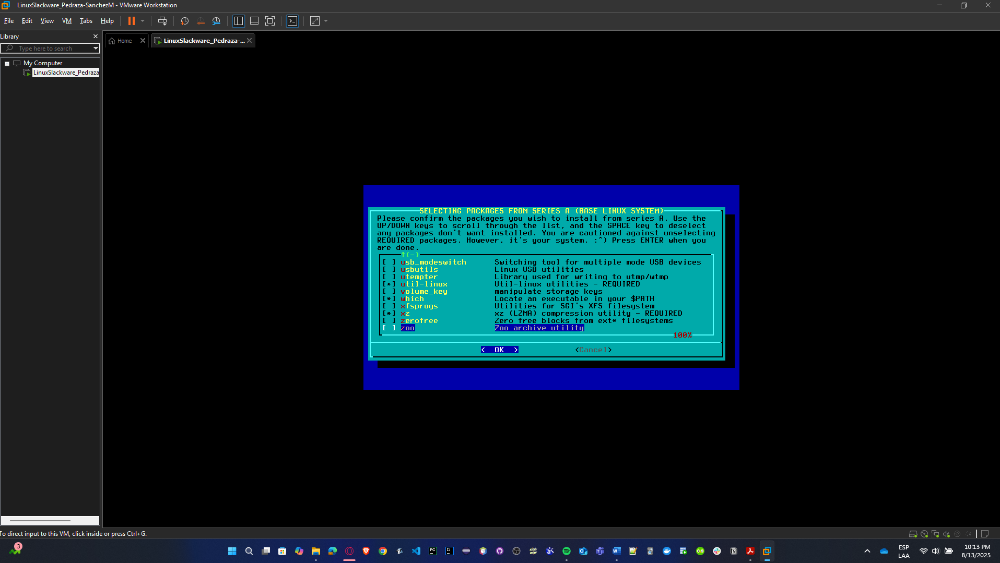 LinuxSlackware_Pedraza-SanchezM - VMware Workstation
File Edit View VM Tabs Help
Library
Type here to search
My Computer
LinuxSlackware_Pedraza
Home
LinuxSlackware_Pedraza-...
SELECTING PACKAGES FROM SERIES A (BASE LINUX SYSTEM)
Please confirm the packages you wish to install from series A. Use the
UP/DOWN keys to scroll through the list, and the SPACE key to deselect
any packages don't want installed. You are cautioned against unselecting
REQUIRED packages. However, it's your system. :^) Press ENTER when you
are done.
↑(-)
[ ] usb_modeswitch Switching tool for multiple mode USB devices
[ ] usbutils Linux USB utilities
[ ] utempter Library used for writing to utmp/wtmp
[*] util-linux Util-linux utilities - REQUIRED
[ ] volume_key manipulate storage keys
[*] which Locate an executable in your $PATH
[ ] xfsprogs Utilities for SGI's XFS filesystem
[*] xz xz (LZMA) compression utility - REQUIRED
[ ] zerofree Zero free blocks from ext* filesystems
[ ] zoo Zoo archive utility
100%
< OK > <Cancel>
To direct input to this VM, click inside or press Ctrl+G.
3
ESP
LAA
10:13 PM
8/13/2025